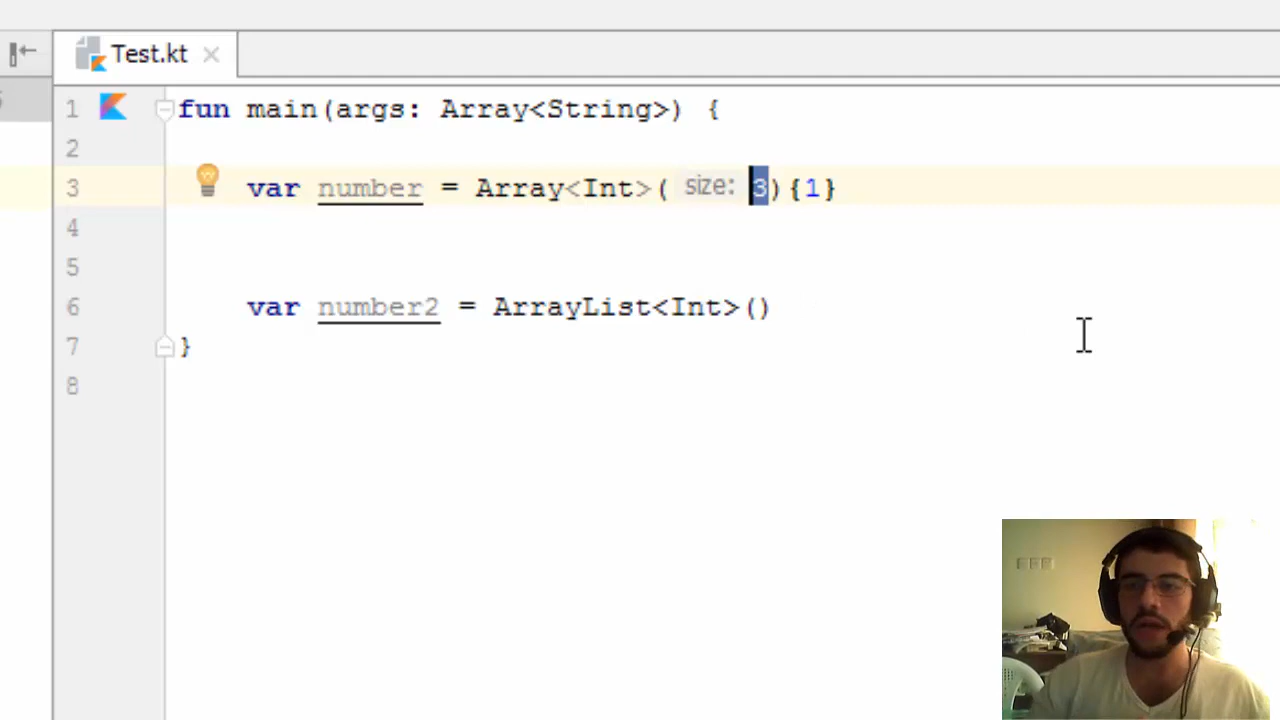 Test.kt
1 fun main(args: Array<String>) {
2
3 var number = Array<Int>( size: 3){1}
4
5
6 var number2 = ArrayList<Int>()
7 }
8